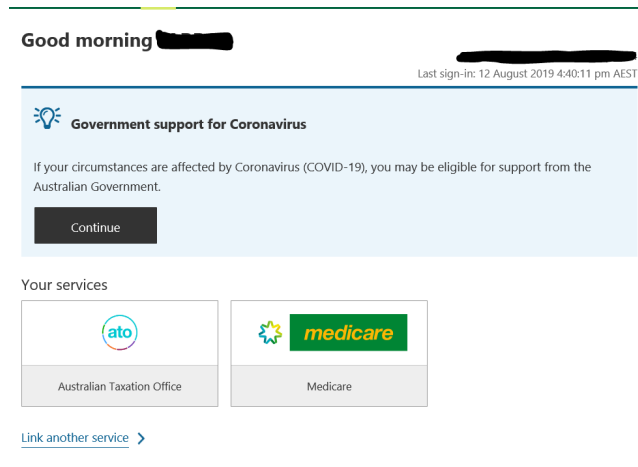 Good morning
Last sign-in: 12 August 2019 4:40:11 pm AEST
Government support for Coronavirus
If your circumstances are affected by Coronavirus (COVID-19), you may be eligible for support from the
Australian Government.
Continue
Your services
ato
medicare
Australian Taxation Office
Medicare
Link another service